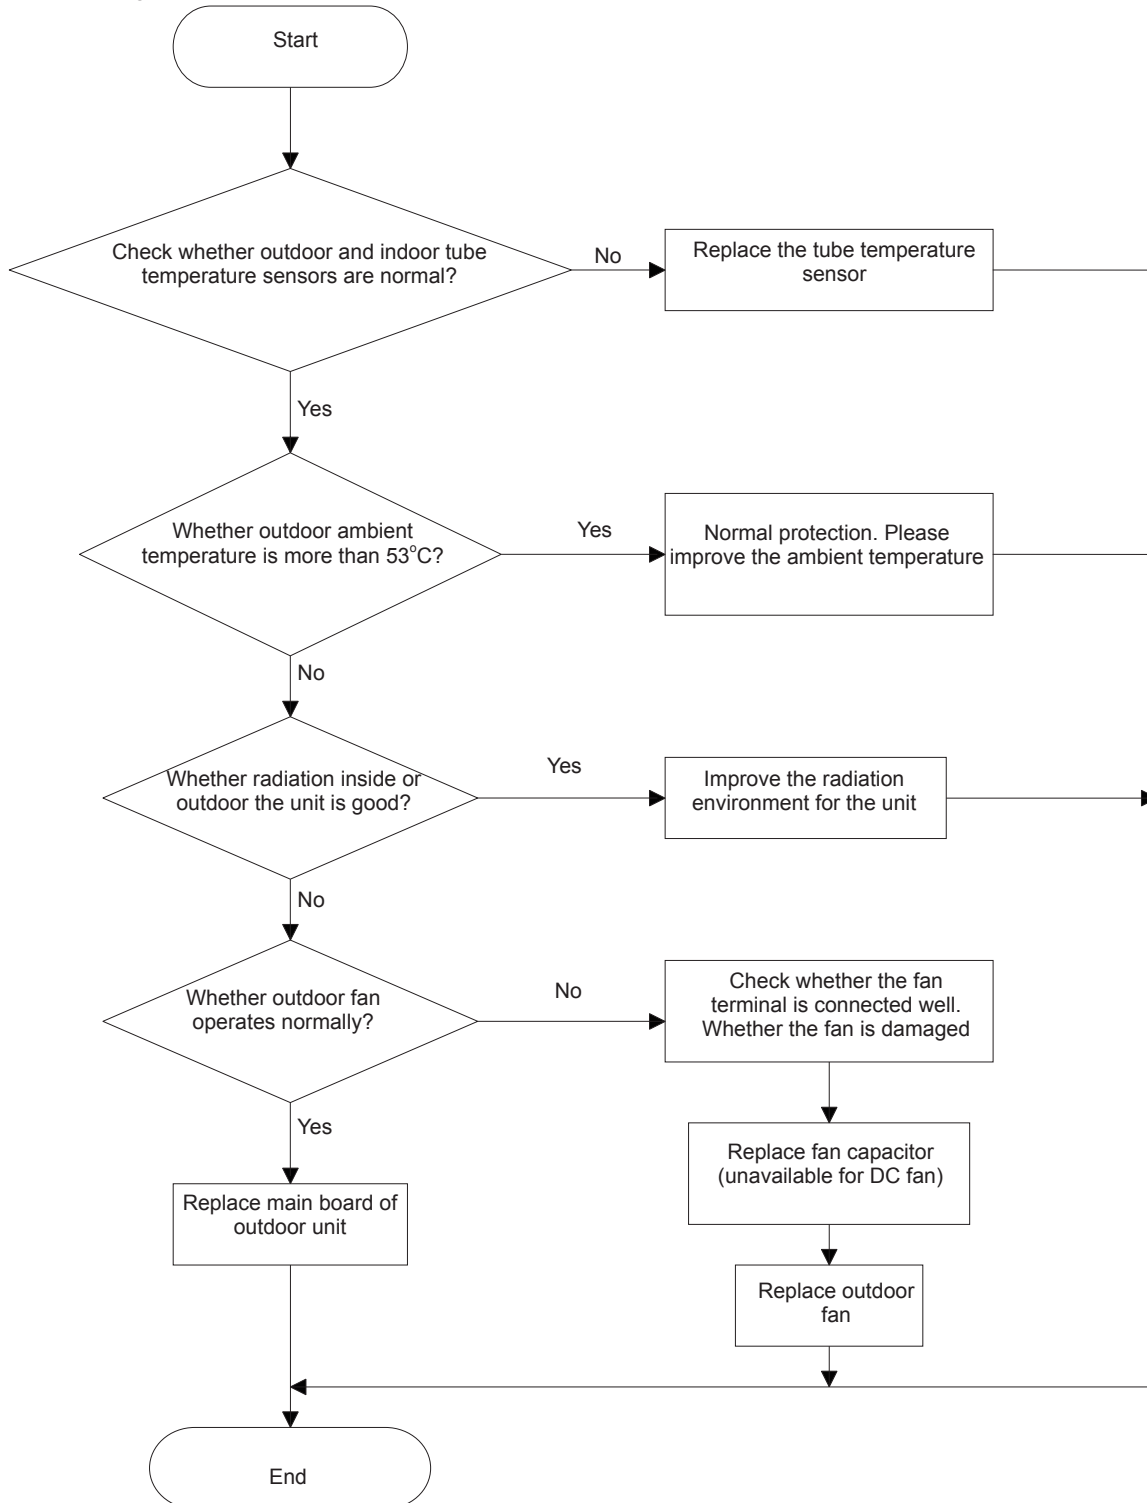 Start
Check whether outdoor and indoor tube
temperature sensors are normal?
No
Replace the tube temperature
sensor
Yes
Whether outdoor ambient
temperature is more than 53°C?
Yes
Normal protection. Please
improve the ambient temperature
No
Whether radiation inside or
outdoor the unit is good?
Yes
Improve the radiation
environment for the unit
No
Whether outdoor fan
operates normally?
No
Check whether the fan
terminal is connected well.
Whether the fan is damaged
Yes
Replace fan capacitor
(unavailable for DC fan)
Replace main board of
outdoor unit
Replace outdoor
fan
End